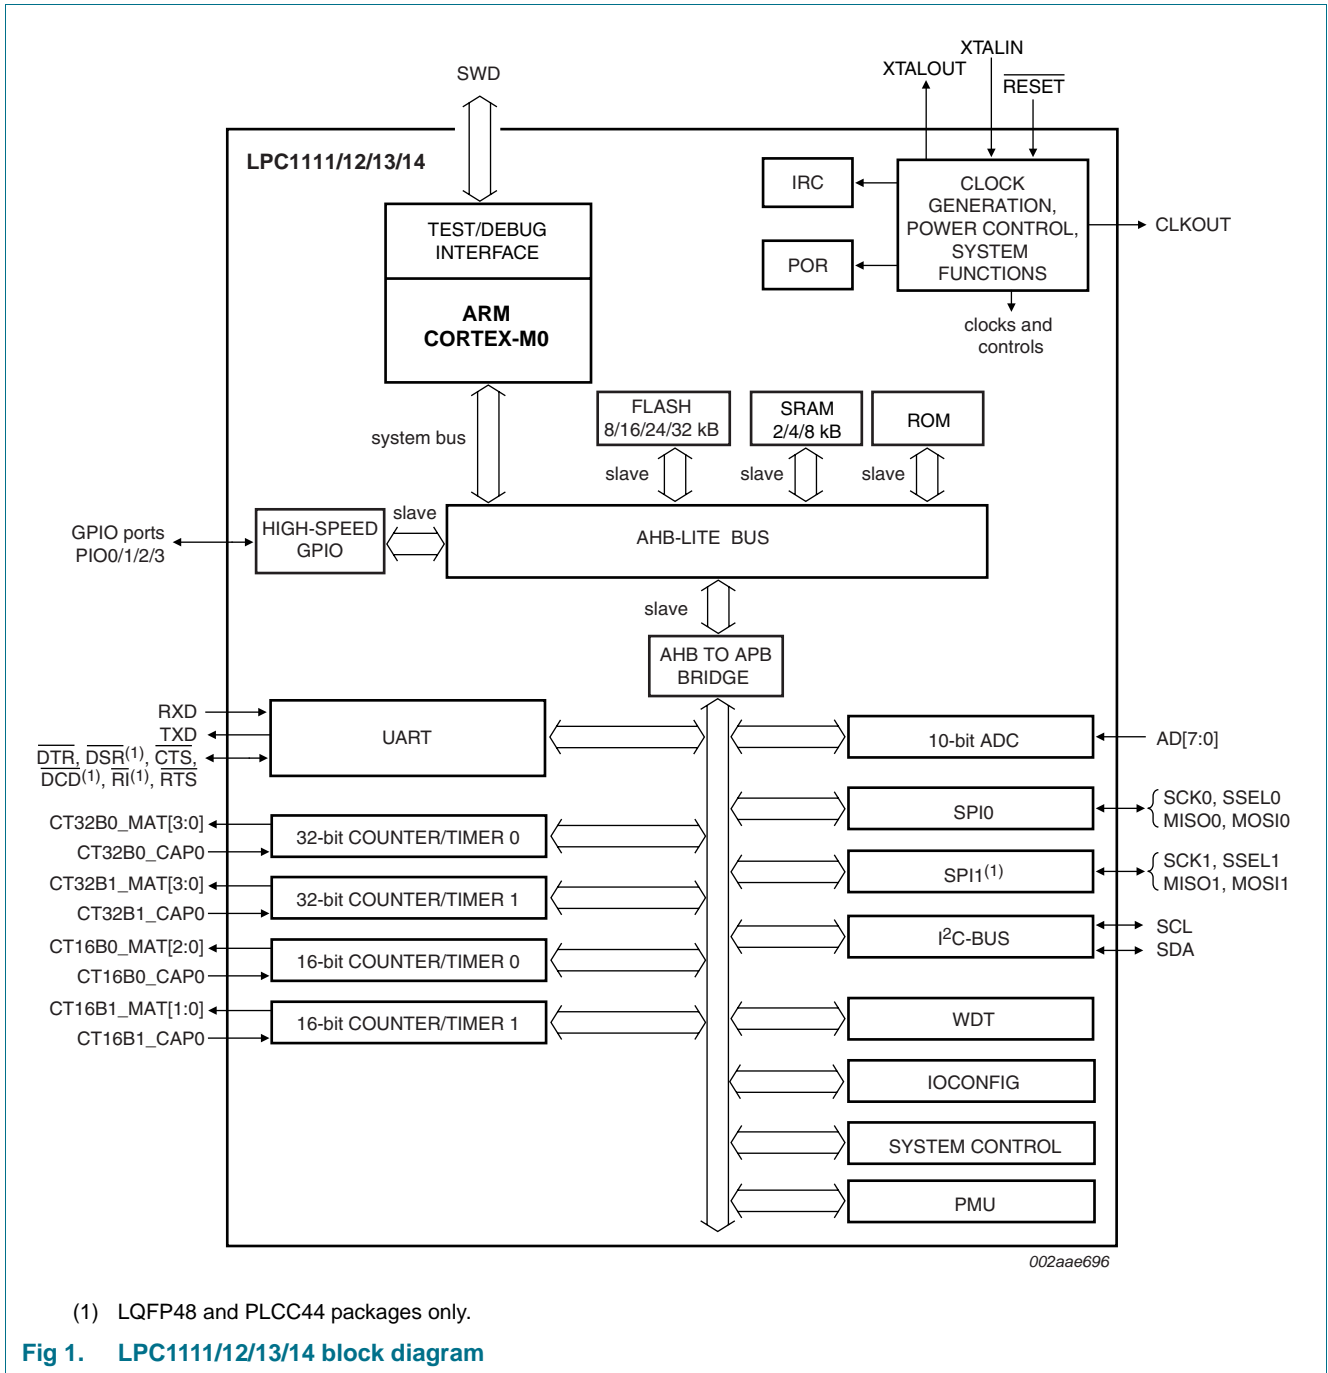 XTALIN
XTALOUT
RESET
SWD
LPC1111/12/13/14
IRC
CLOCK
GENERATION,
POWER CONTROL,
SYSTEM
FUNCTIONS
TEST/DEBUG
INTERFACE
CLKOUT
POR
ARM
CORTEX-M0
clocks and
controls
FLASH
8/16/24/32 kB
SRAM
2/4/8 kB
ROM
system bus
slave
slave
slave
slave
GPIO ports
PIO0/1/2/3
HIGH-SPEED
GPIO
AHB-LITE BUS
slave
AHB TO APB
BRIDGE
RXD
TXD
DTR, DSR(1), CTS,
DCD(1), RI(1), RTS
UART
10-bit ADC
AD[7:0]
CT32B0_MAT[3:0]
CT32B0_CAP0
32-bit COUNTER/TIMER 0
SPI0
SCK0, SSEL0
MISO0, MOSI0
CT32B1_MAT[3:0]
CT32B1_CAP0
32-bit COUNTER/TIMER 1
SPI1(1)
SCK1, SSEL1
MISO1, MOSI1
CT16B0_MAT[2:0]
CT16B0_CAP0
16-bit COUNTER/TIMER 0
I2C-BUS
SCL
SDA
CT16B1_MAT[1:0]
CT16B1_CAP0
16-bit COUNTER/TIMER 1
WDT
IOCONFIG
SYSTEM CONTROL
PMU
002aae696
(1) LQFP48 and PLCC44 packages only.
Fig 1. LPC1111/12/13/14 block diagram